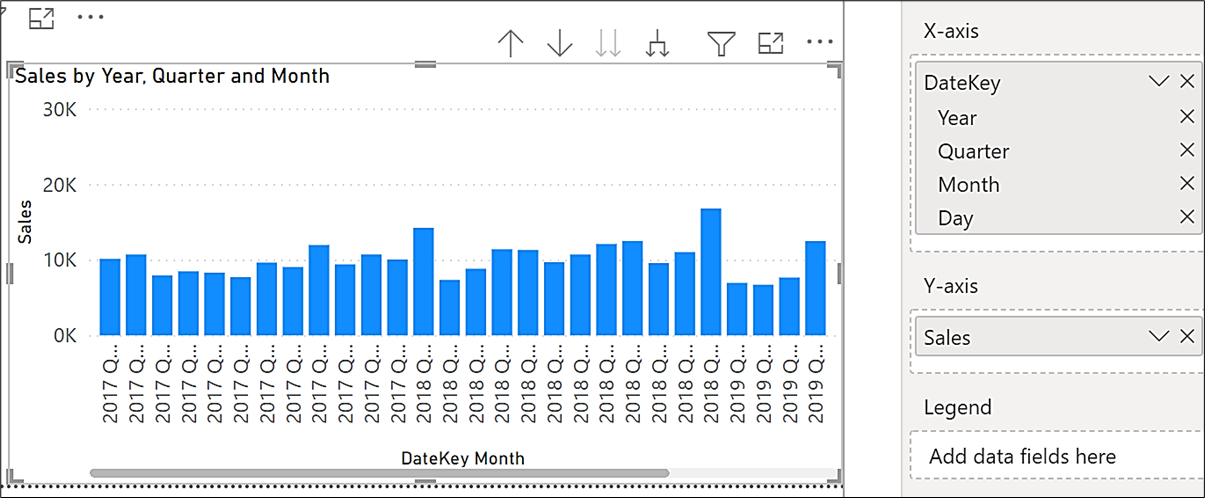 Sales by Year, Quarter and Month
30K
20K
10K
0K
Sales
2017 Q...
2017 Q...
2017 Q...
2017 Q...
2017 Q...
2017 Q...
2017 Q...
2017 Q...
2017 Q...
2017 Q...
2017 Q...
2017 Q...
2018 Q...
2018 Q...
2018 Q...
2018 Q...
2018 Q...
2018 Q...
2018 Q...
2018 Q...
2018 Q...
2018 Q...
2018 Q...
2018 Q...
2019 Q...
2019 Q...
2019 Q...
2019 Q...
DateKey Month
X-axis
DateKey
Year
Quarter
Month
Day
Y-axis
Sales
Legend
Add data fields here